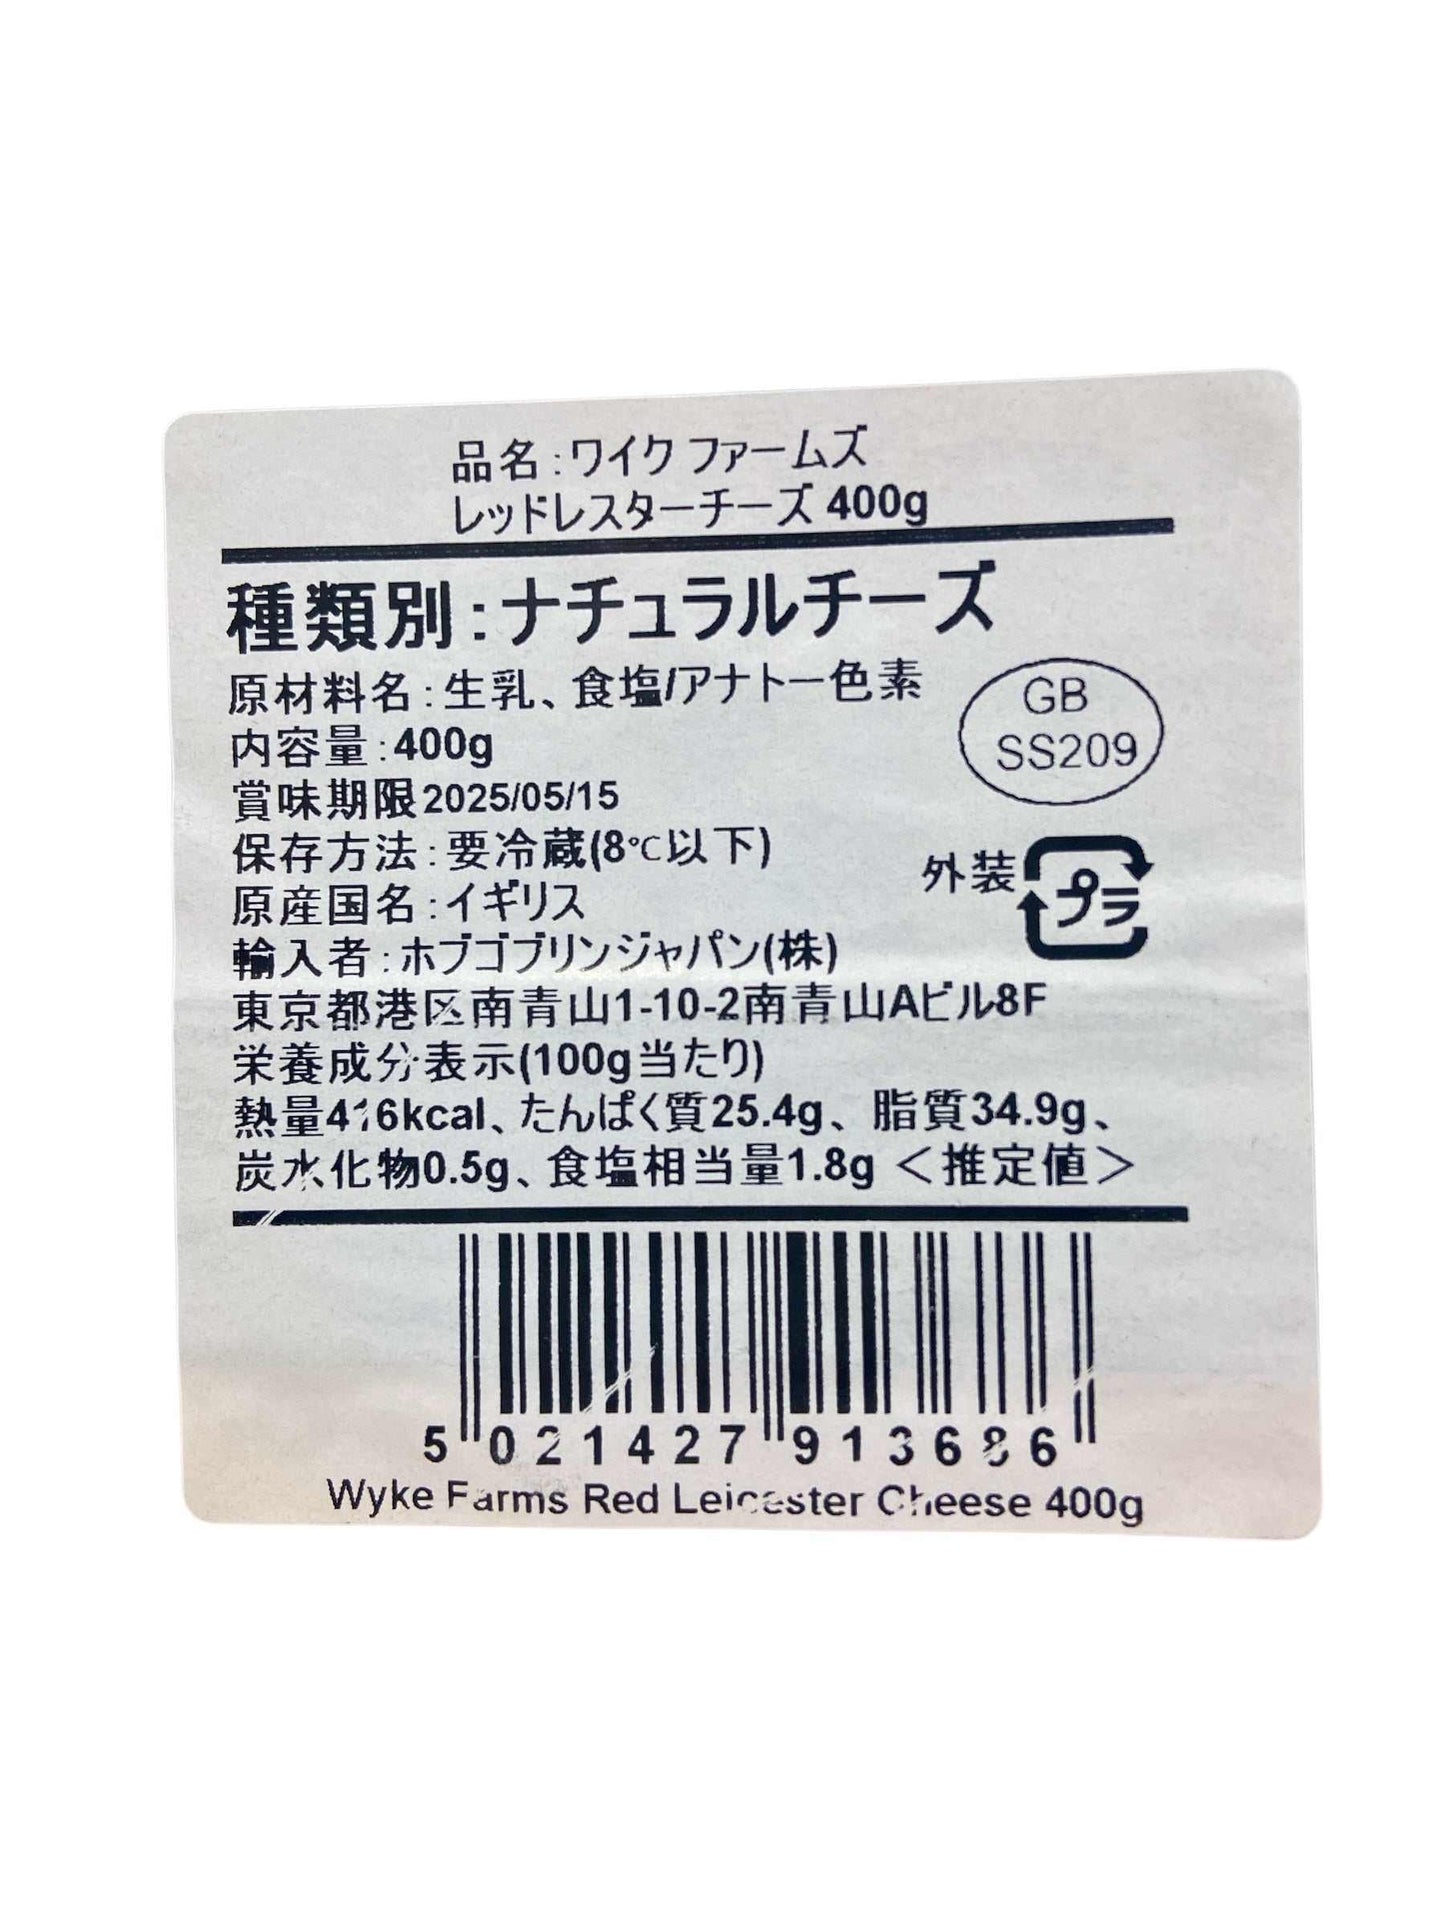 品名:ワイク ファームズ
レッドレスターチーズ 400g
種類別:ナチュラルチーズ
原材料名:生乳、食塩/アナトー色素
GB
SS209
内容量:400g
賞味期限2025/05/15
保存方法:要冷蔵(8℃以下)
外装 プラ
原産国名:イギリス
輸入者:ホブゴブリンジャパン(株)
東京都港区南青山1-10-2南青山Aビル8F
栄養成分表示(100g当たり)
熱量416kcal、たんぱく質25.4g、脂質34.9g、
炭水化物0.5g、食塩相当量1.8g <推定値>
5 021427 913686
Wyke Farms Red Leicester Cheese 400g